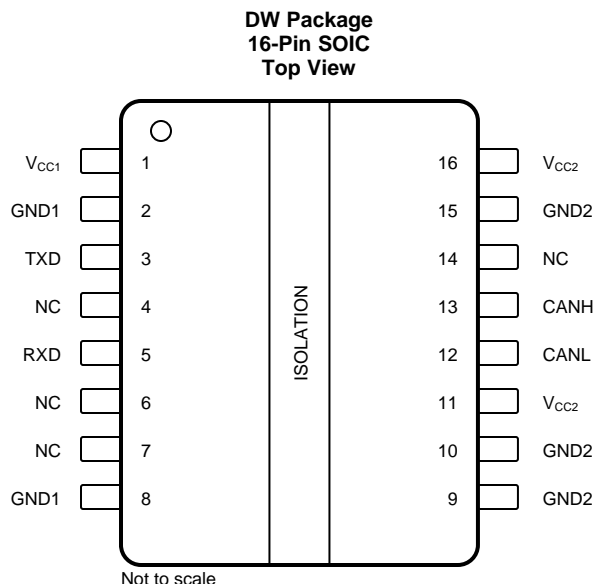 DW Package
16-Pin SOIC
Top View
VCC1 1 16 VCC2
GND1 2 15 GND2
TXD 3 14 NC
NC 4 13 CANH
RXD 5 12 CANL
NC 6 11 VCC2
NC 7 10 GND2
GND1 8 9 GND2
ISOLATION
Not to scale